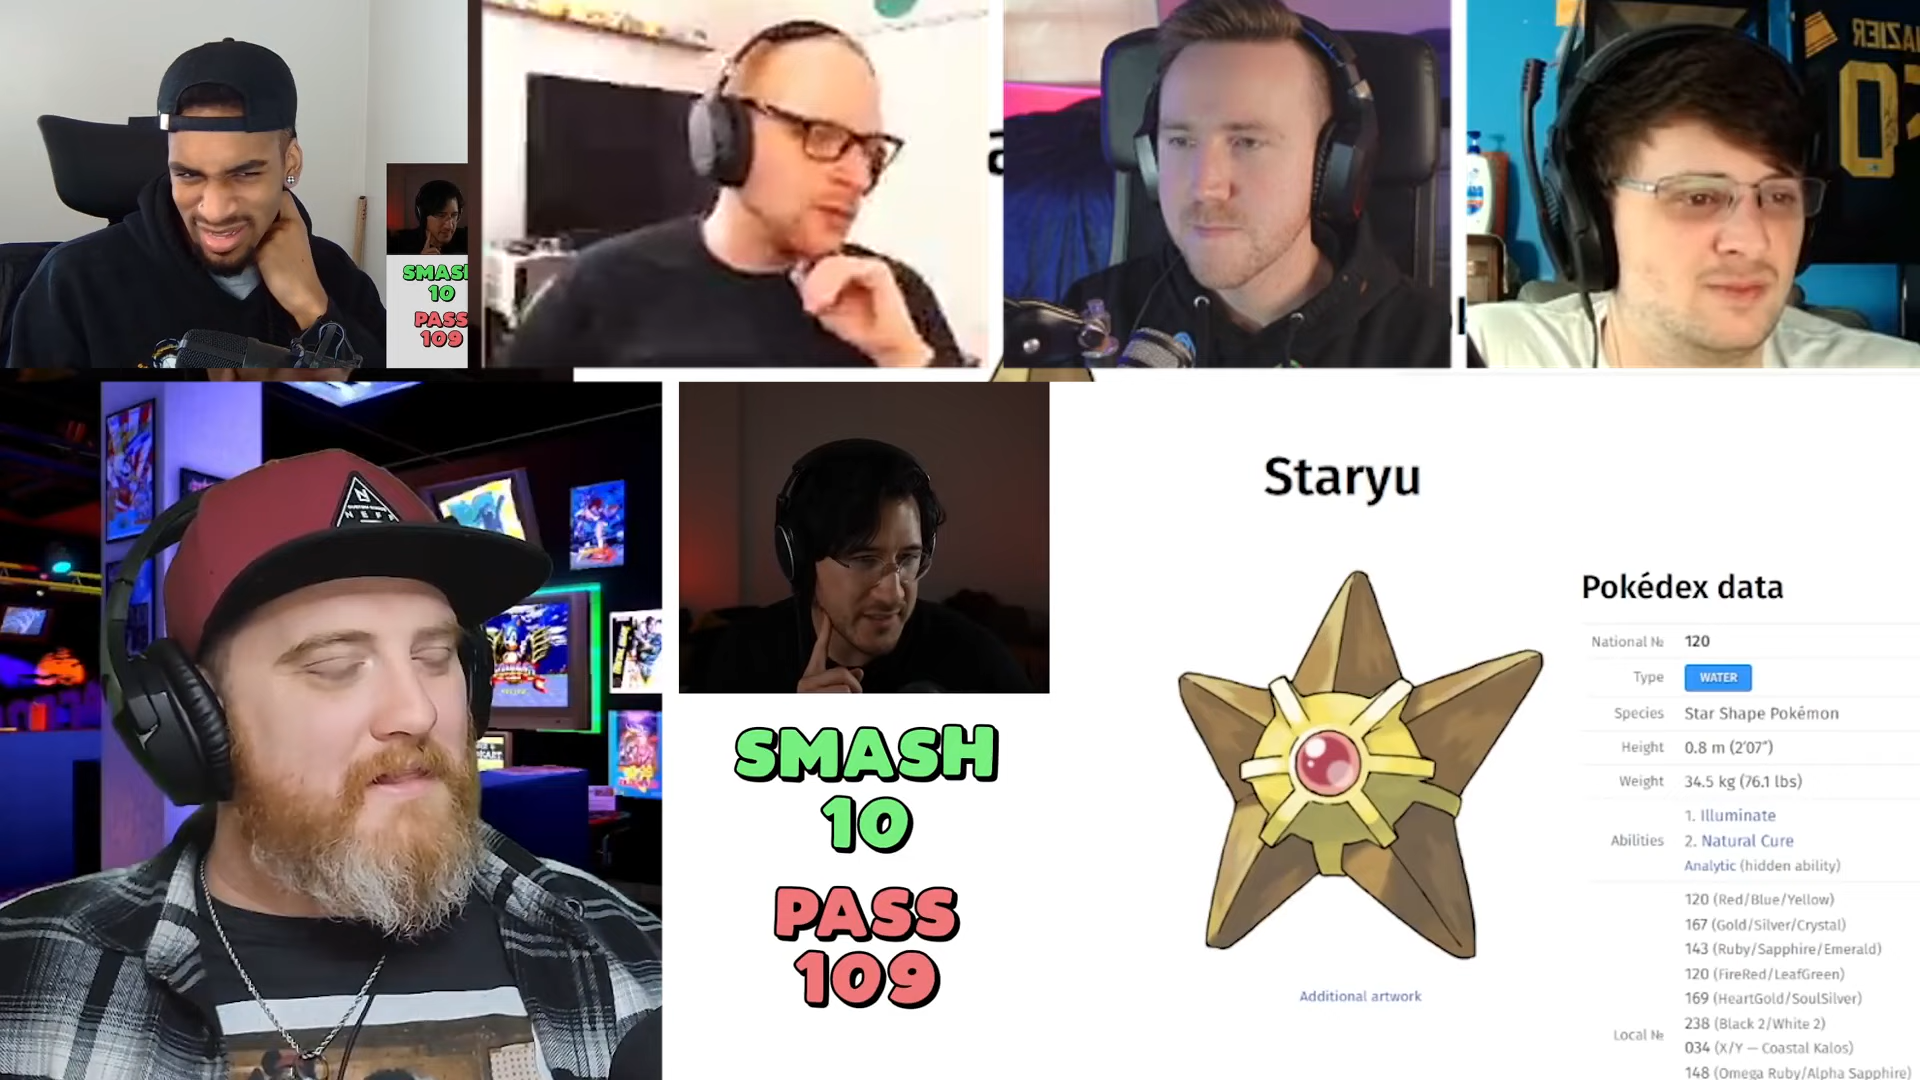 SMASH
10
PASS
109
NEFF
SMASH
10
PASS
109
Staryu
Additional artwork
Pokédex data
National № 120
Type WATER
Species Star Shape Pokémon
Height 0.8 m (2′07″)
Weight 34.5 kg (76.1 lbs)
Abilities 1. Illuminate
2. Natural Cure
Analytic (hidden ability)
Local № 120 (Red/Blue/Yellow)
167 (Gold/Silver/Crystal)
143 (Ruby/Sapphire/Emerald)
120 (FireRed/LeafGreen)
169 (HeartGold/SoulSilver)
238 (Black 2/White 2)
034 (X/Y — Coastal Kalos)
148 (Omega Ruby/Alpha Sapphire)